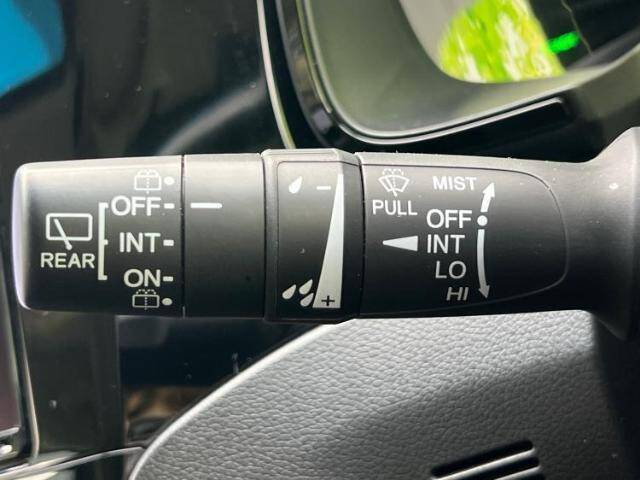 REAR
OFF
INT
ON
−
+
PULL
MIST
OFF
INT
LO
HI